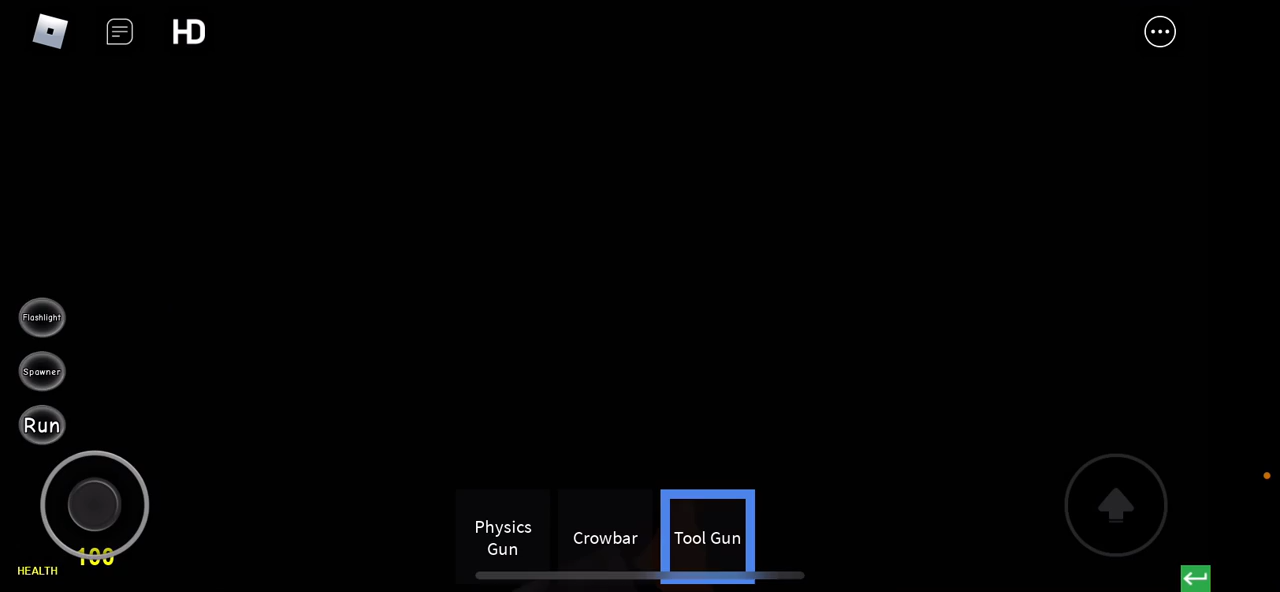 HD
Flashlight
Spawner
Run
100
HEALTH
Physics
Gun
Crowbar
Tool Gun